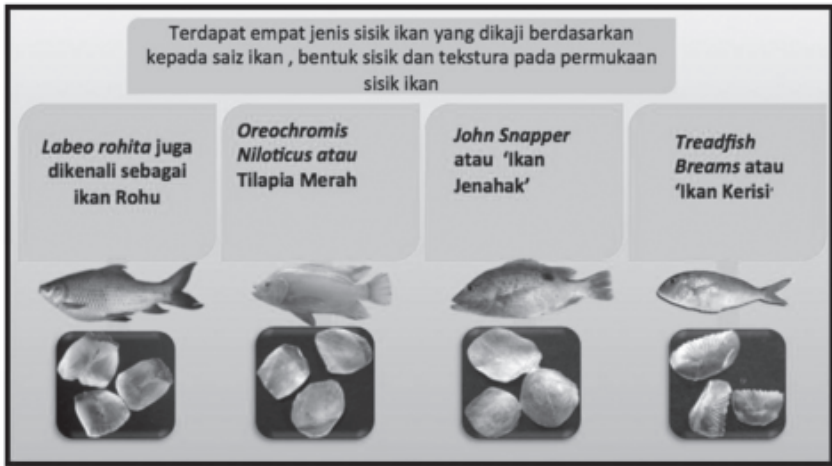 Terdapat empat jenis sisik ikan yang dikaji berdasarkan
kepada saiz ikan , bentuk sisik dan tekstura pada permukaan
sisik ikan
Labeo rohita juga
dikenali sebagai
ikan Rohu
Oreochromis
Niloticus atau
Tilapia Merah
John Snapper
atau 'Ikan
Jenahak'
Treadfish
Breams atau
'Ikan Kerisi'